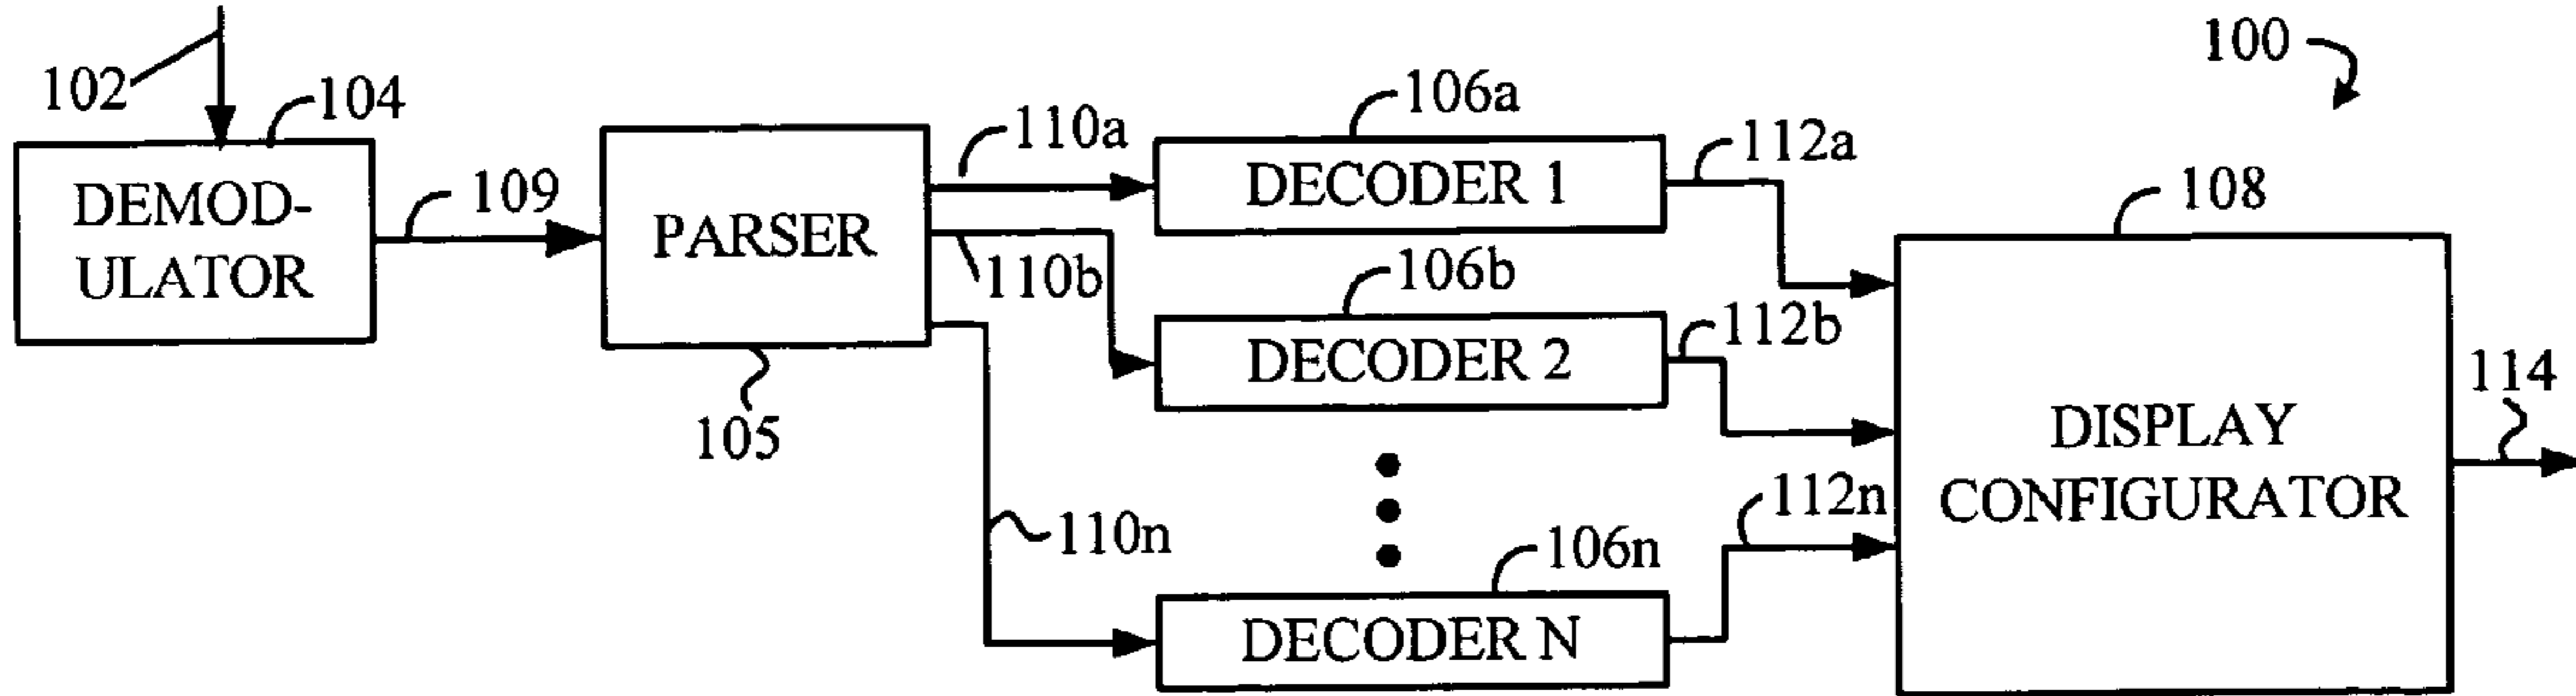 102
104
DEMOD-
ULATOR
109
PARSER
105
110a
110b
110n
106a
DECODER 1
106b
DECODER 2
106n
DECODER N
112a
112b
112n
100
108
DISPLAY
CONFIGURATOR
114